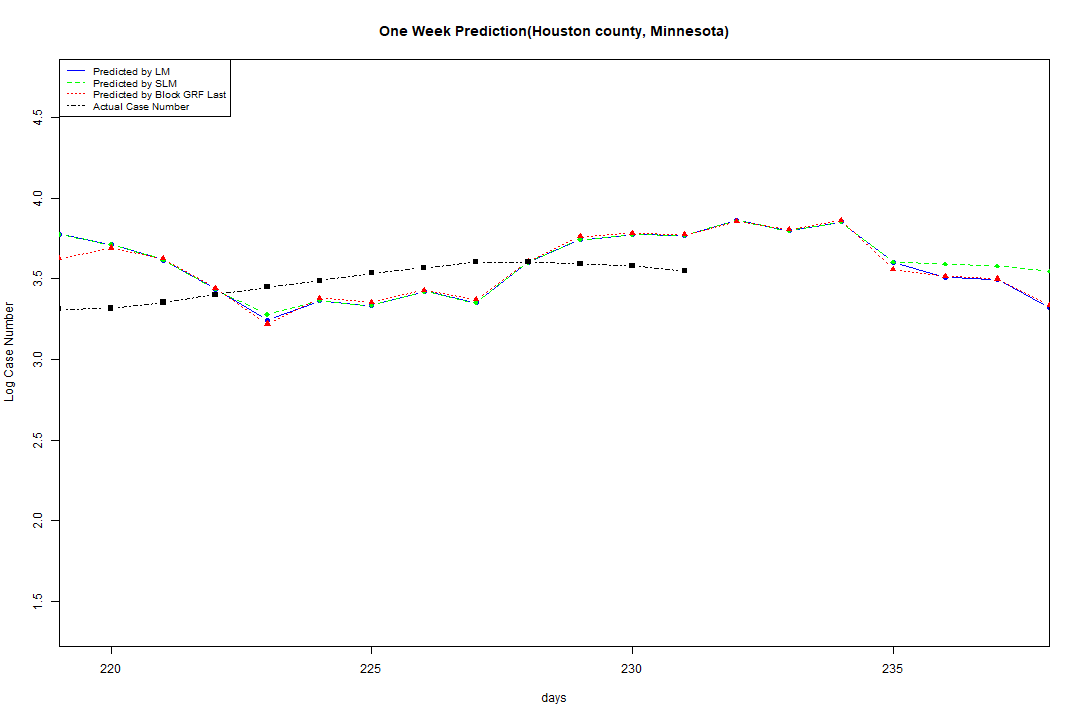 One Week Prediction(Houston county, Minnesota)
Predicted by LM
Predicted by SLM
Predicted by Block GRF Last
Actual Case Number
4.5
4.0
3.5
3.0
2.5
2.0
1.5
Log Case Number
220 225 230 235
days